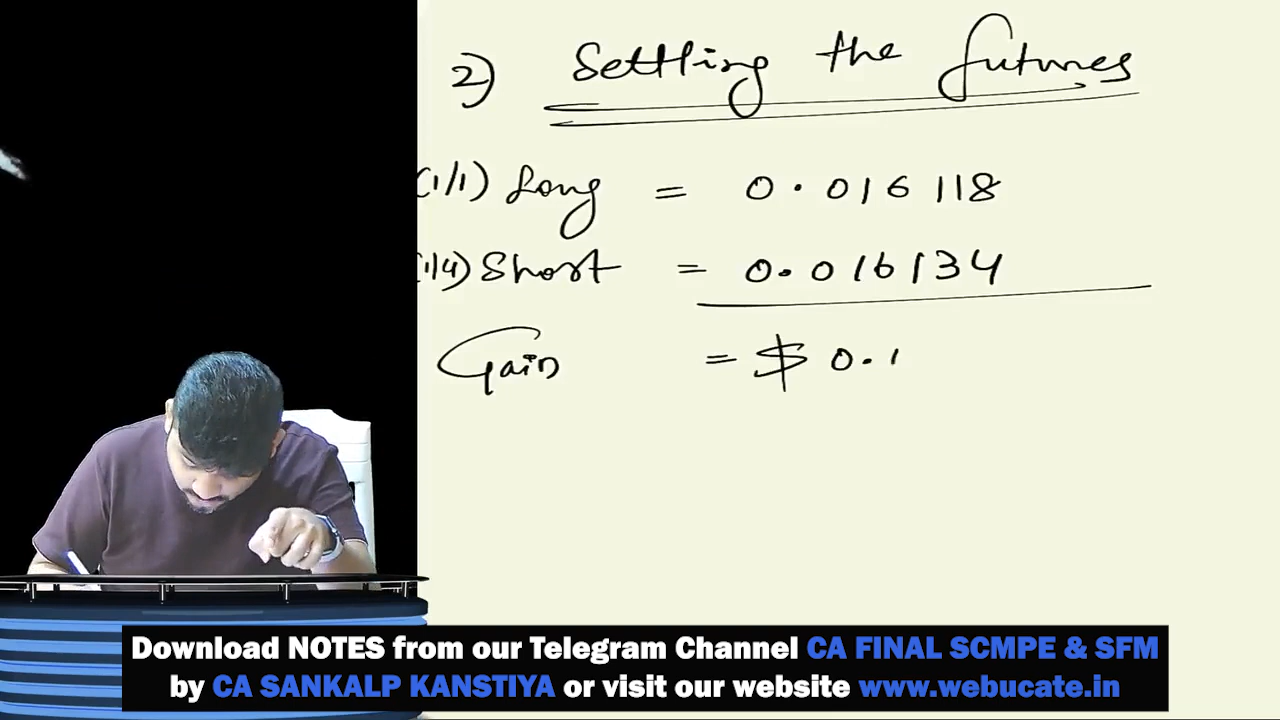 2) Settling the futures
(1/1) Long = 0.016118
(1/4) Short = 0.016134
Gain = $ 0.1
Download NOTES from our Telegram Channel CA FINAL SCMPE & SFM
by CA SANKALP KANSTIYA or visit our website www.webucate.in